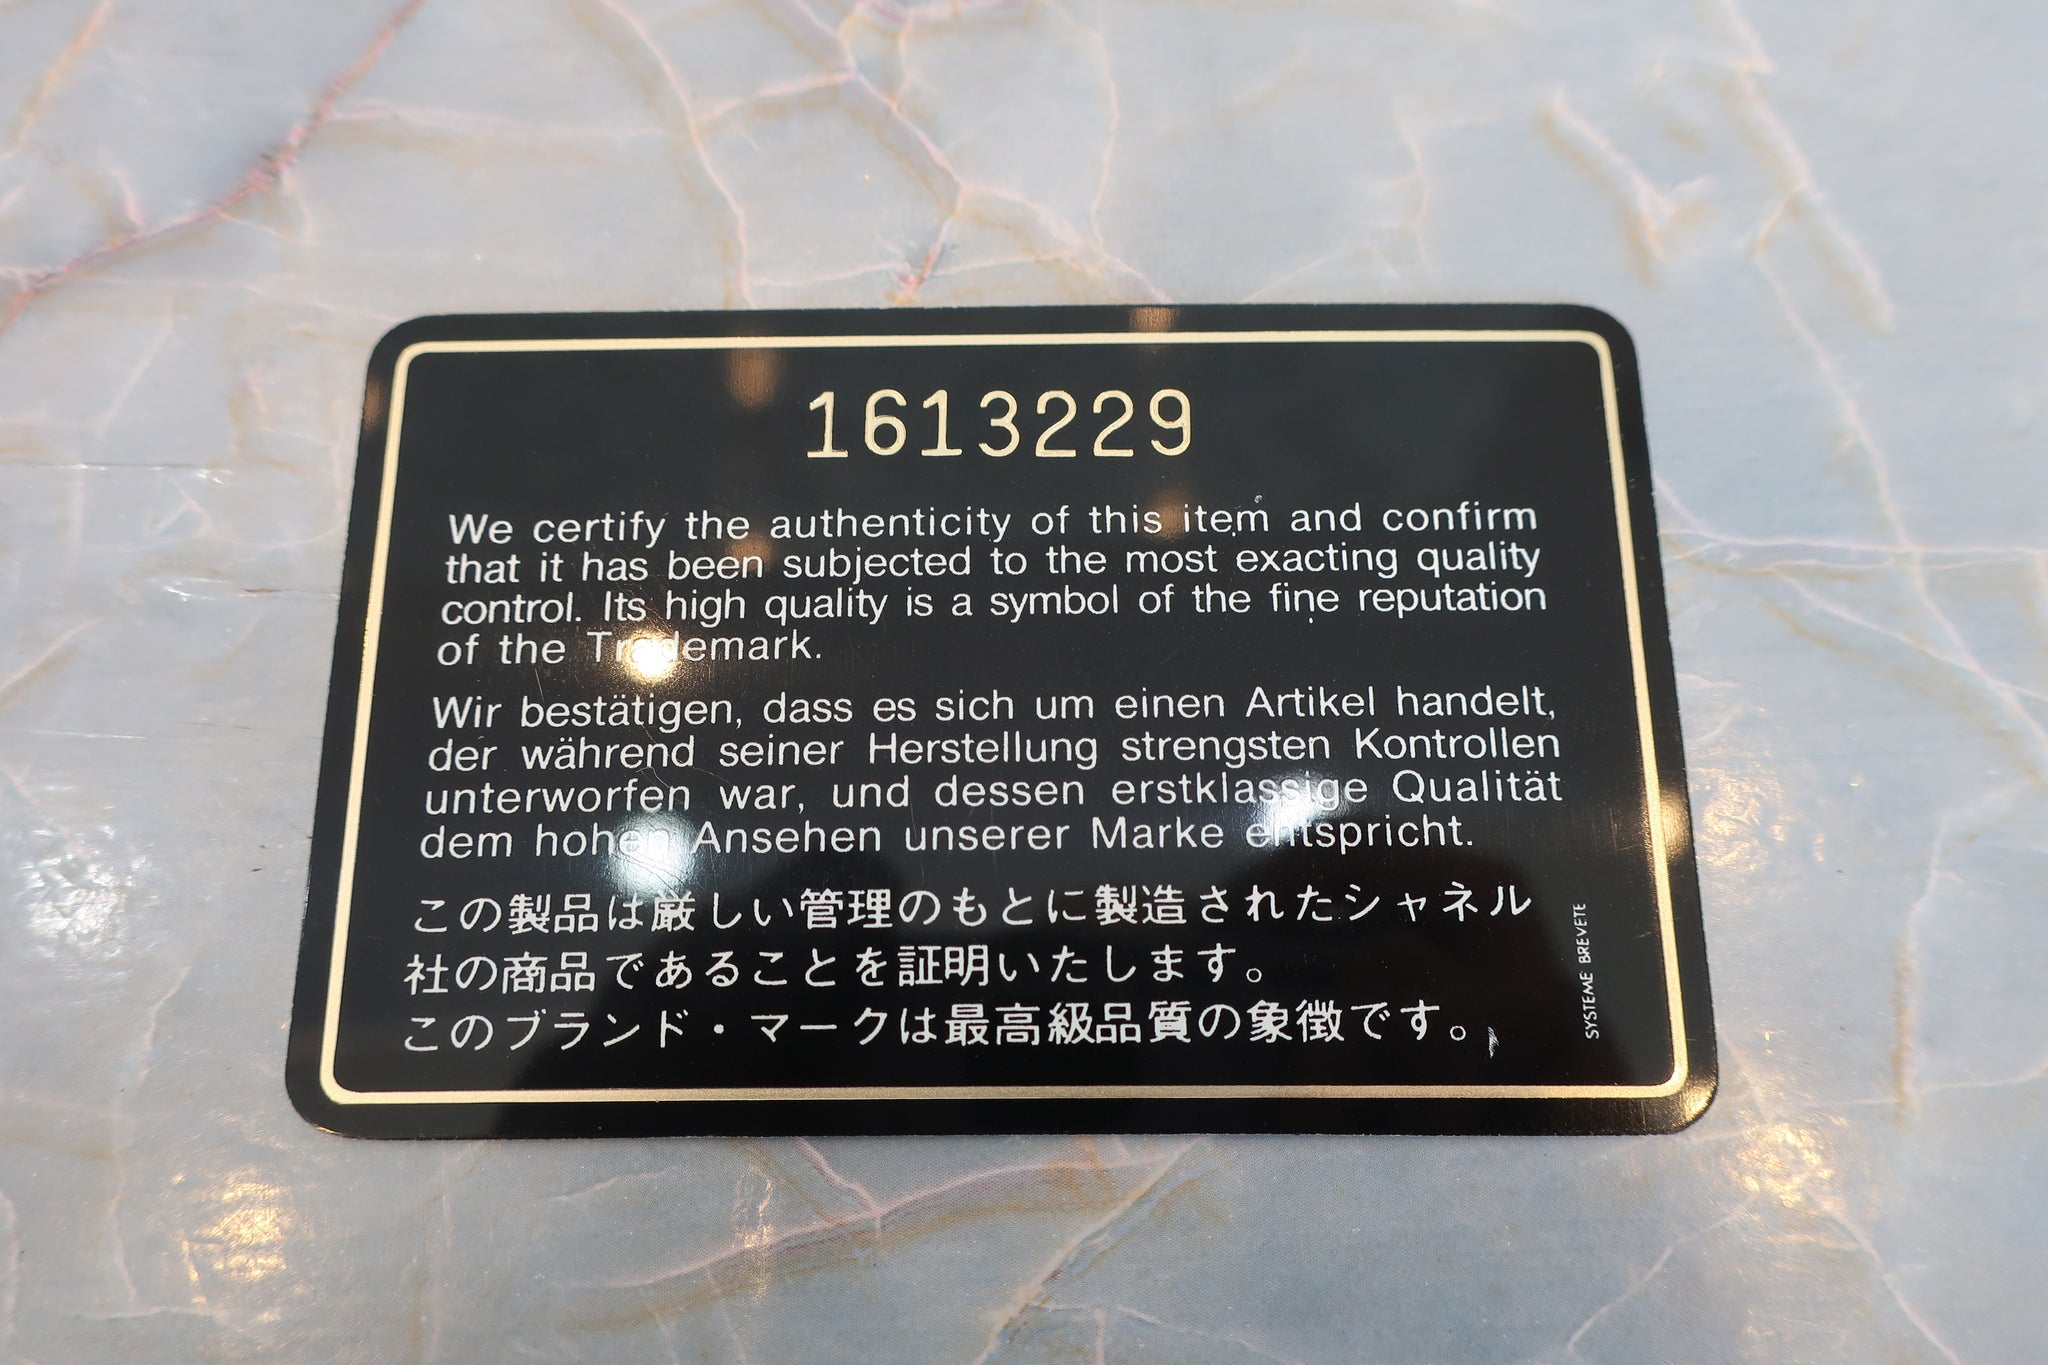 1613229
We certify the authenticity of this item and confirm
that it has been subjected to the most exacting quality
control. Its high quality is a symbol of the fine reputation
of the Trademark.
Wir bestätigen, dass es sich um einen Artikel handelt,
der während seiner Herstellung strengsten Kontrollen
unterworfen war, und dessen erstklassige Qualität
dem hohen Ansehen unserer Marke entspricht.
この製品は厳しい管理のもとに製造されたシャネル
社の商品であることを証明いたします。
このブランド・マークは最高級品質の象徴です。
SYSTEME BREVETE